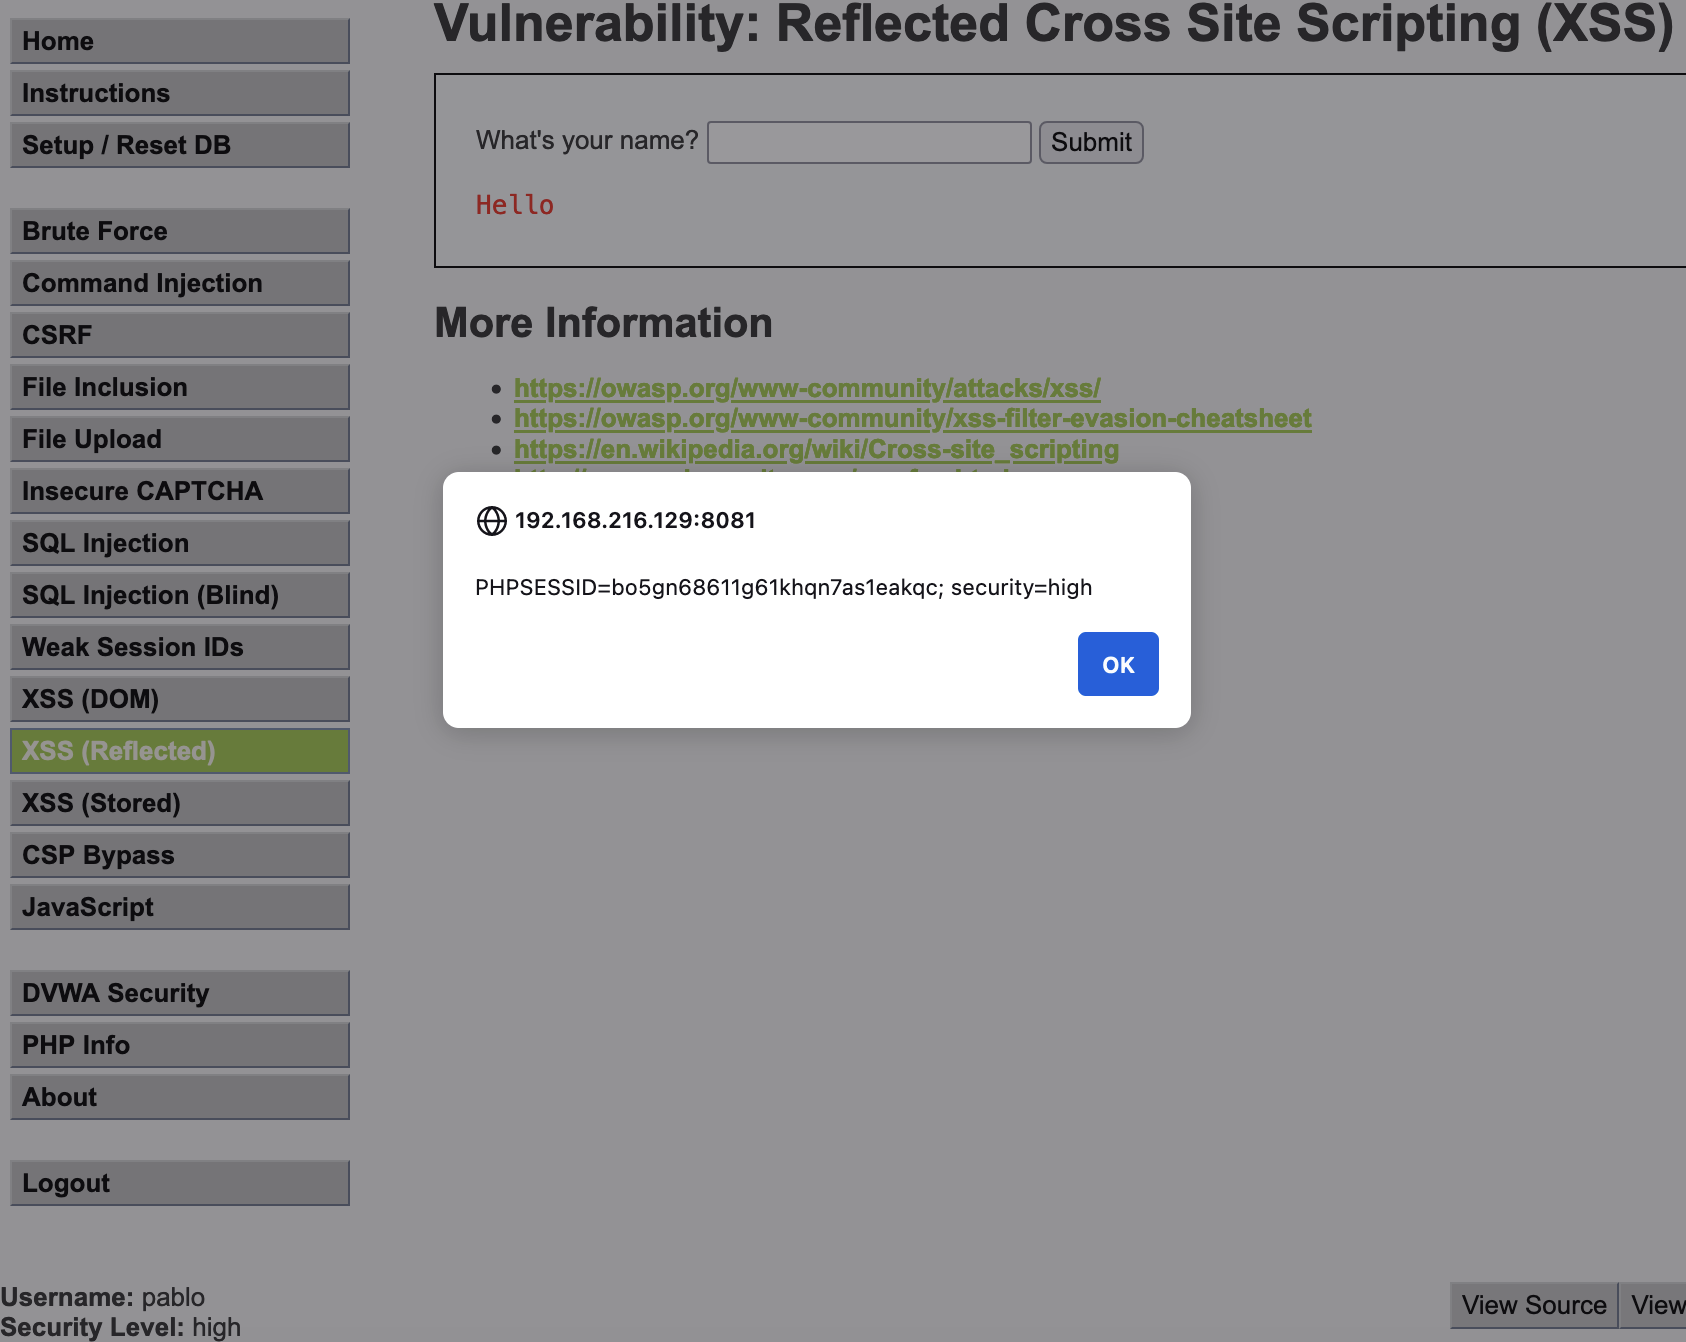 Home
Instructions
Setup / Reset DB
Brute Force
Command Injection
CSRF
File Inclusion
File Upload
Insecure CAPTCHA
SQL Injection
SQL Injection (Blind)
Weak Session IDs
XSS (DOM)
XSS (Reflected)
XSS (Stored)
CSP Bypass
JavaScript
DVWA Security
PHP Info
About
Logout
Username: pablo
Security Level: high
Vulnerability: Reflected Cross Site Scripting (XSS)
What's your name? Submit
Hello
More Information
https://owasp.org/www-community/attacks/xss/
https://owasp.org/www-community/xss-filter-evasion-cheatsheet
https://en.wikipedia.org/wiki/Cross-site_scripting
192.168.216.129:8081
PHPSESSID=bo5gn68611g61khqn7as1eakqc; security=high
OK
View Source View